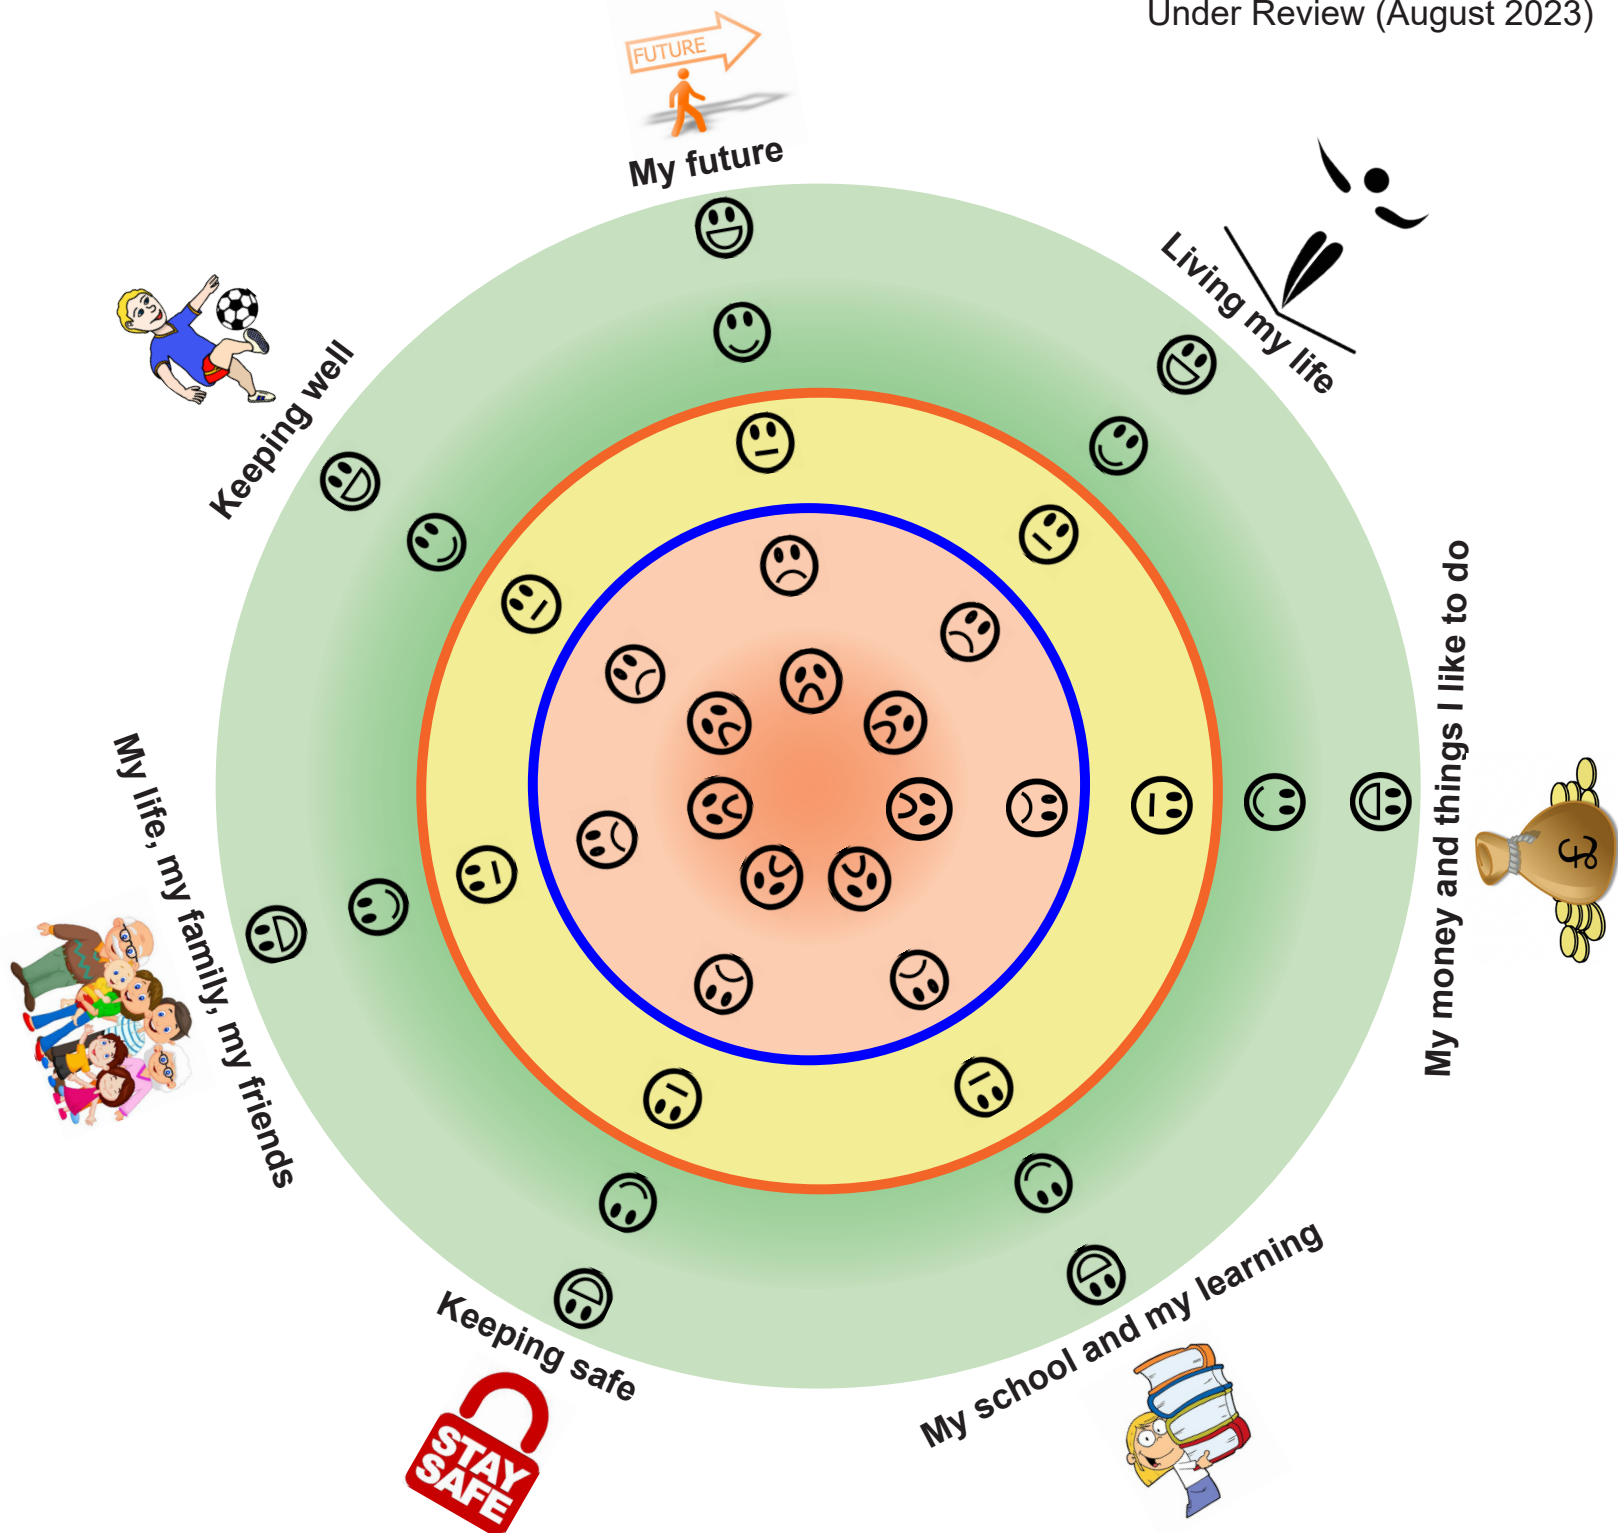 Under Review (August 2023)
FUTURE
My future
Living my life
My money and things I like to do
£
My school and my learning
Keeping safe
STAY
SAFE
My life, my family, my friends
Keeping well